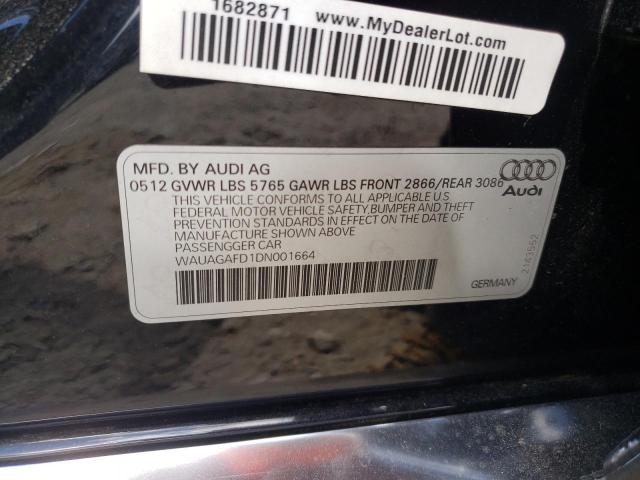 1682871
www.MyDealerLot.com
MFD. BY AUDI AG
0512 GVWR LBS 5765 GAWR LBS FRONT 2866/REAR 3086
THIS VEHICLE CONFORMS TO ALL APPLICABLE U.S
FEDERAL MOTOR VEHICLE SAFETY,BUMPER AND THEFT
PREVENTION STANDARDS IN EFFECT ON THE DATE OF
MANUFACTURE SHOWN ABOVE
PASSENGGER CAR
WAUAGAFD1DN001664
Audi
2163562
GERMANY